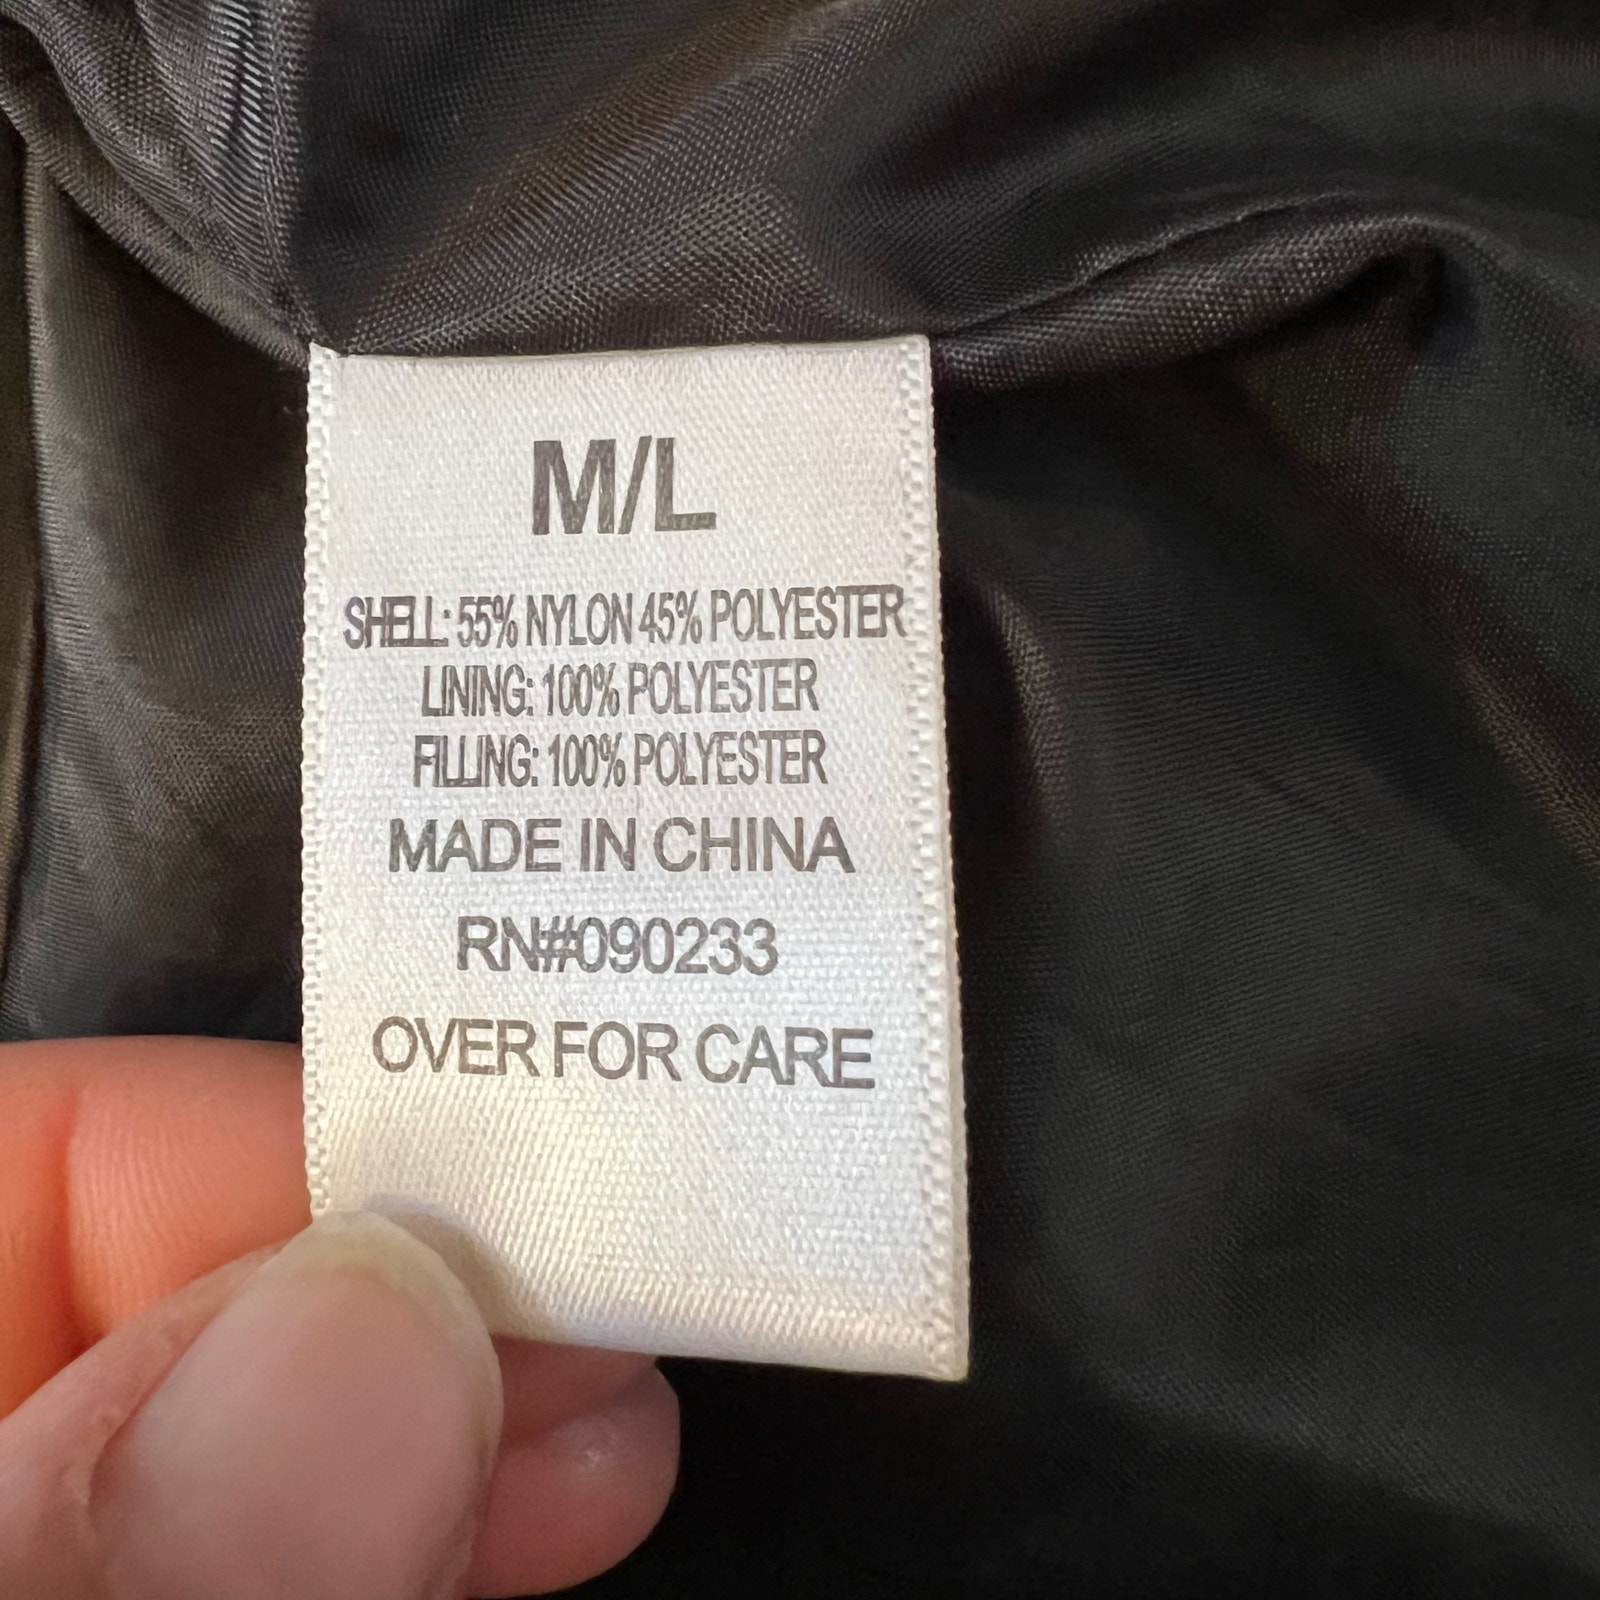 M/L
SHELL: 55% NYLON 45% POLYESTER
LINING: 100% POLYESTER
FILLING: 100% POLYESTER
MADE IN CHINA
RN#090233
OVER FOR CARE